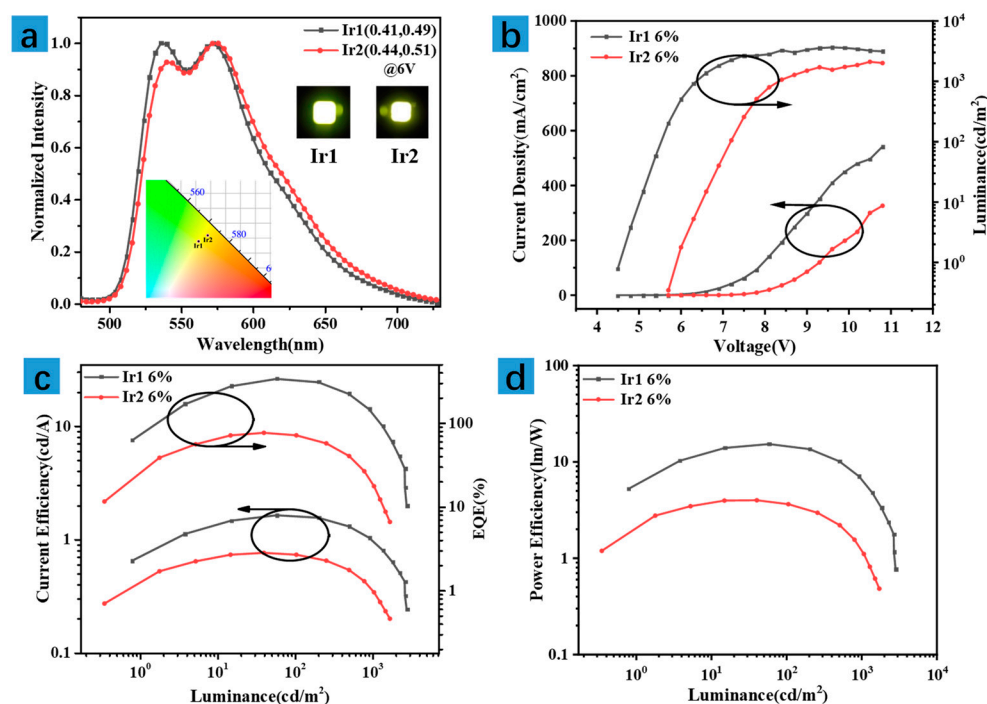 a
Ir1(0.41,0.49)
Ir2(0.44,0.51)
@6V
Ir1 Ir2
560
580
6
Ir1 Ir2
Normalized Intensity
1.0
0.8
0.6
0.4
0.2
0.0
500 550 600 650 700
Wavelength(nm)
b
Ir1 6%
Ir2 6%
Current Density(mA/cm²)
1000
800
600
400
200
0
4 5 6 7 8 9 10 11 12
Voltage(V)
10⁴
10³
10²
10¹
10⁰
Luminance(cd/m²)
c
Ir1 6%
Ir2 6%
Current Efficiency(cd/A)
10
1
0.1
10⁰ 10¹ 10² 10³
Luminance(cd/m²)
100
10
1
EQE(%)
d
Ir1 6%
Ir2 6%
Power Efficiency(lm/W)
100
10
1
0.1
10⁰ 10¹ 10² 10³ 10⁴
Luminance(cd/m²)